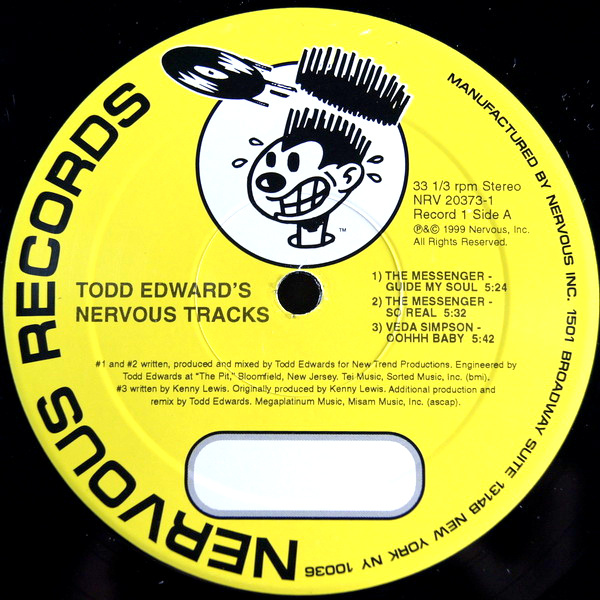 NERVOUS RECORDS
MANUFACTURED BY NERVOUS INC. 1501 BROADWAY SUITE 1314B NEW YORK NY 10036
™
33 1/3 rpm Stereo
NRV 20373-1
Record 1 Side A
℗&© 1999 Nervous, Inc.
All Rights Reserved.
TODD EDWARD'S
NERVOUS TRACKS
1) THE MESSENGER -
GUIDE MY SOUL 5:24
2) THE MESSENGER -
SO REAL 5:32
3) VEDA SIMPSON -
OOHHH BABY 5:42
#1 and #2 written, produced and mixed by Todd Edwards for New Trend Productions. Engineered by
Todd Edwards at "The Pit," Bloomfield, New Jersey. Tei Music, Sorted Music, Inc. (bmi).
#3 written by Kenny Lewis. Originally produced by Kenny Lewis. Additional production and
remix by Todd Edwards. Megaplatinum Music, Misam Music, Inc. (ascap).